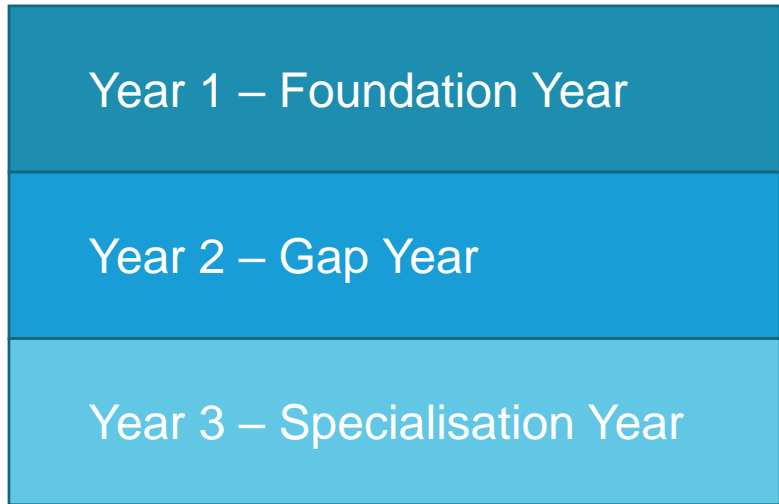 Year 1 – Foundation Year
Year 2 – Gap Year
Year 3 – Specialisation Year